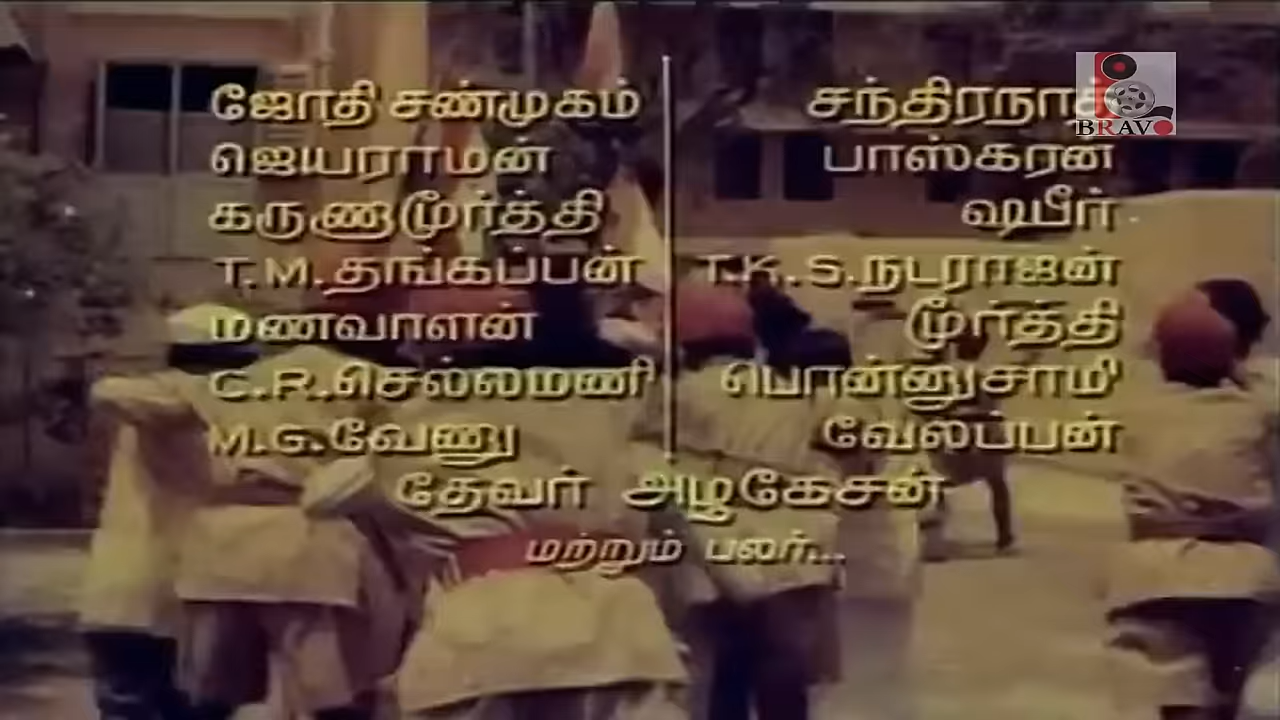 ஜோதி சண்முகம்
ஜெயராமன்
கருணாமூர்த்தி
T.M.தங்கப்பன்
மணவாளன்
C.R.செல்லமணி
M.G.வேணு
சந்திரநாத்
பாஸ்கரன்
ஷபீர்
T.K.S.நடராஜன்
மூர்த்தி
பொன்னுசாமி
வேலப்பன்
தேவர் அழகேசன்
மற்றும் பலர்...
BRAVO